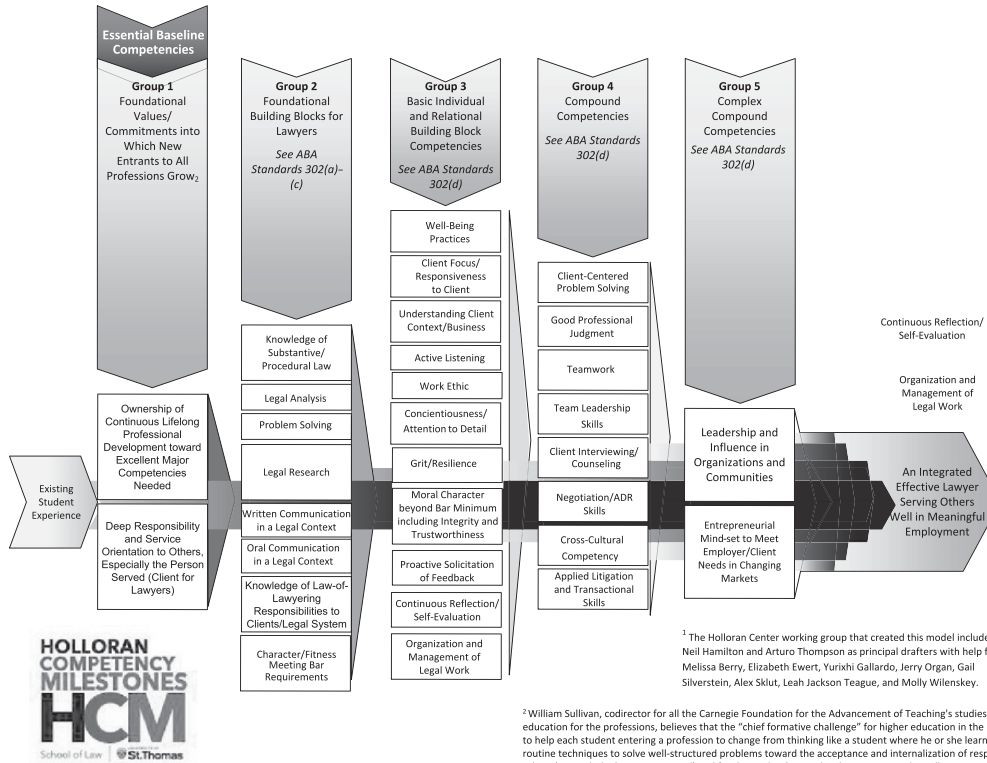 Essential Baseline
Competencies
Group 1
Foundational
Values/
Commitments into
Which New
Entrants to All
Professions Grow2
Group 2
Foundational
Building Blocks for
Lawyers
See ABA
Standards 302(a)–
(c)
Group 3
Basic Individual
and Relational
Building Block
Competencies
See ABA Standards
302(d)
Group 4
Compound
Competencies
See ABA Standards
302(d)
Group 5
Complex
Compound
Competencies
See ABA Standards
302(d)
Existing
Student
Experience
Ownership of
Continuous Lifelong
Professional
Development toward
Excellent Major
Competencies
Needed
Deep Responsibility
and Service
Orientation to Others,
Especially the Person
Served (Client for
Lawyers)
Knowledge of
Substantive/
Procedural Law
Legal Analysis
Problem Solving
Legal Research
Written Communication
in a Legal Context
Oral Communication
in a Legal Context
Knowledge of Law-of-
Lawyering
Responsibilities to
Clients/Legal System
Character/Fitness
Meeting Bar
Requirements
Well-Being
Practices
Client Focus/
Responsiveness
to Client
Understanding Client
Context/Business
Active Listening
Work Ethic
Concientiousness/
Attention to Detail
Grit/Resilience
Moral Character
beyond Bar Minimum
including Integrity and
Trustworthiness
Proactive Solicitation
of Feedback
Continuous Reflection/
Self-Evaluation
Organization and
Management of
Legal Work
Client-Centered
Problem Solving
Good Professional
Judgment
Teamwork
Team Leadership
Skills
Client Interviewing/
Counseling
Negotiation/ADR
Skills
Cross-Cultural
Competency
Applied Litigation
and Transactional
Skills
Leadership and
Influence in
Organizations and
Communities
Entrepreneurial
Mind-set to Meet
Employer/Client
Needs in Changing
Markets
Continuous Reflection/
Self-Evaluation
Organization and
Management of
Legal Work
An Integrated
Effective Lawyer
Serving Others
Well in Meaningful
Employment
HOLLORAN
COMPETENCY
MILESTONES
HCM
School of Law
UNIVERSITY OF
St.Thomas
1 The Holloran Center working group that created this model include
Neil Hamilton and Arturo Thompson as principal drafters with help f
Melissa Berry, Elizabeth Ewert, Yurixhi Gallardo, Jerry Organ, Gail
Silverstein, Alex Sklut, Leah Jackson Teague, and Molly Wilenskey.
2 William Sullivan, codirector for all the Carnegie Foundation for the Advancement of Teaching's studies
education for the professions, believes that the "chief formative challenge" for higher education in the
to help each student entering a profession to change from thinking like a student where he or she learn
routine techniques to solve well-structured problems toward the acceptance and internalization of resp